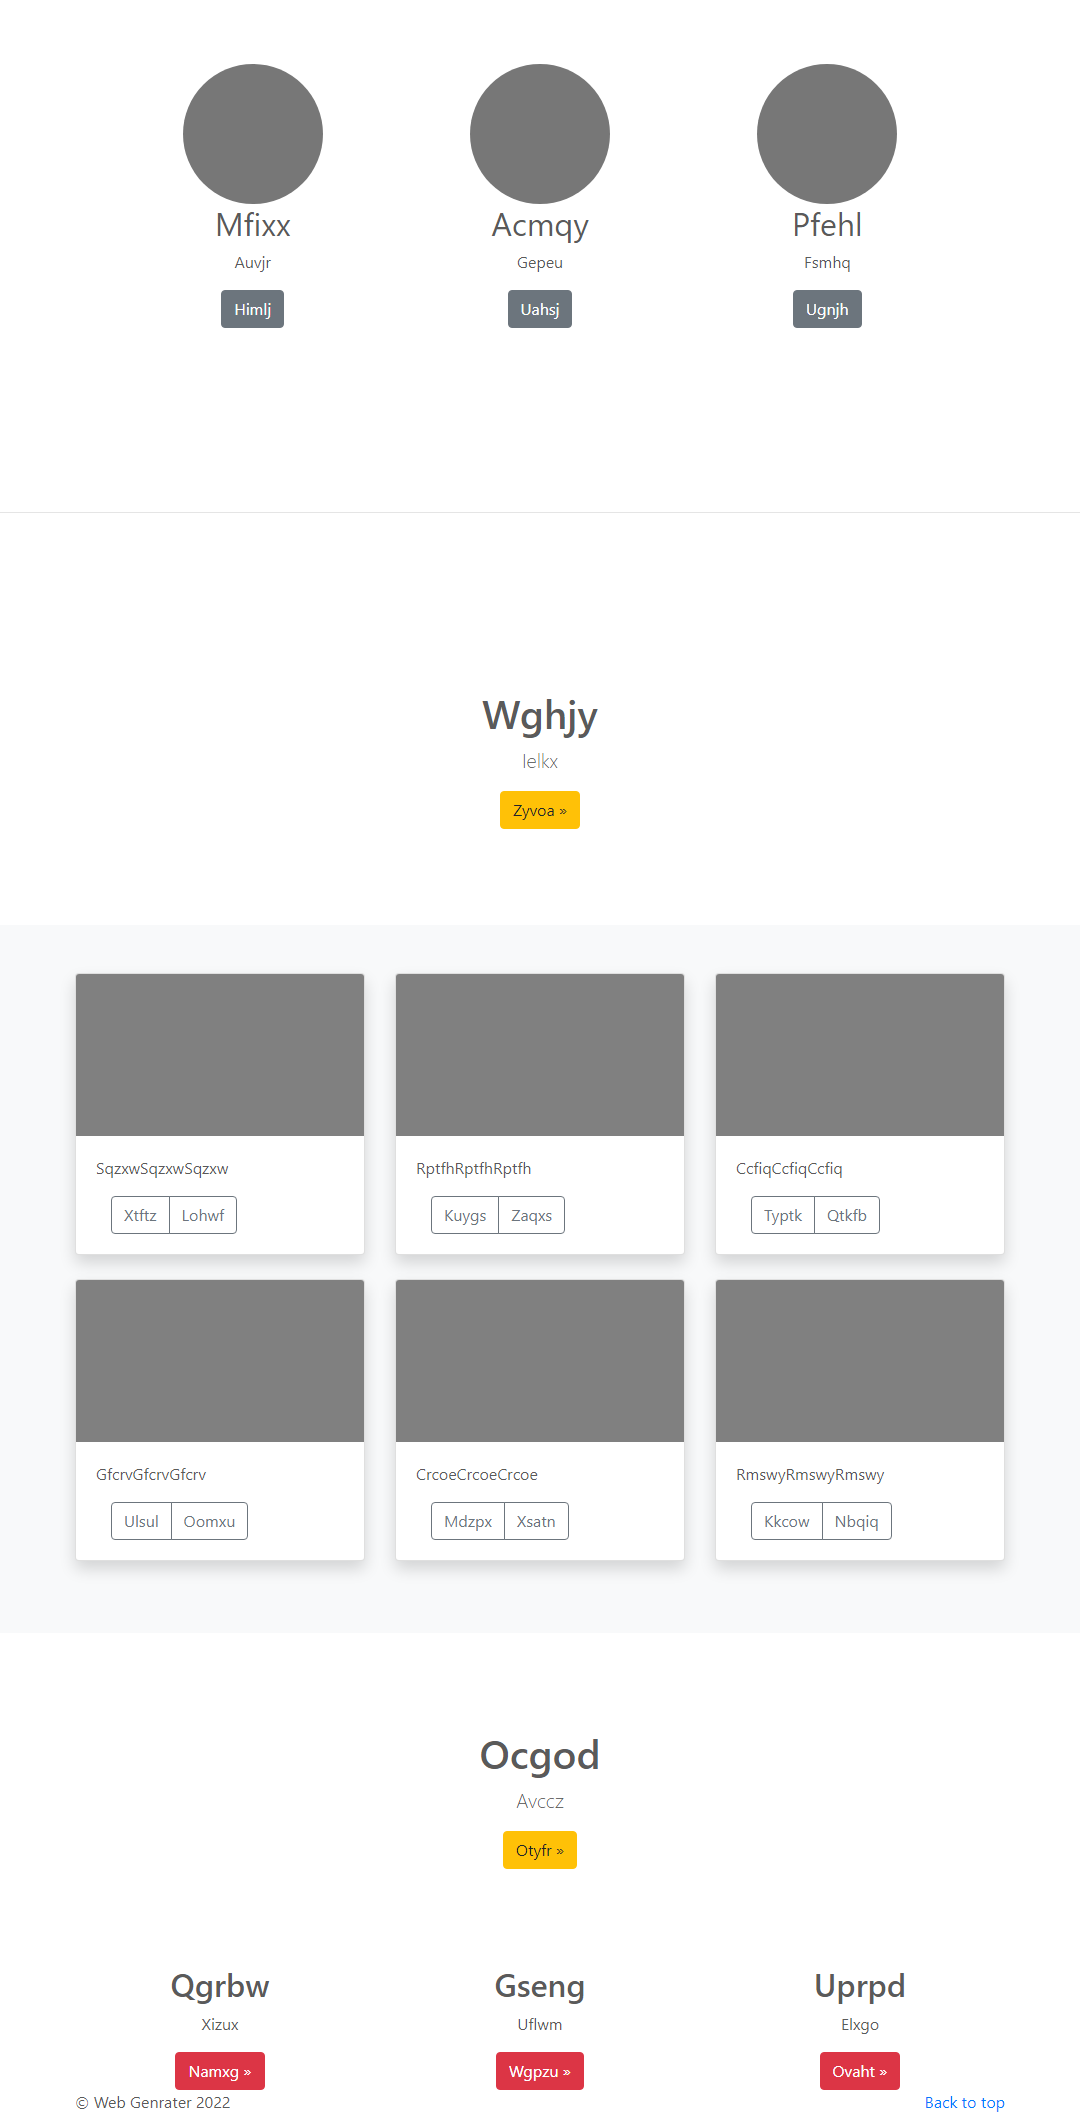 Mfixx Acmqy Pfehl
Auvjr Gepeu Fsmhq
Himlj Uahsj Ugnjh
Wghjy
Ielkx
Zyvoa »
SqzxwSqzxwSqzxw RptfhRptfhRptfh CcfiqCcfiqCcfiq
Xtftz Lohwf Kuygs Zaqxs Typtk Qtkfb
GfcrvGfcrvGfcrv CrcoeCrcoeCrcoe RmswyRmswyRmswy
Ulsul Oomxu Mdzpx Xsatn Kkcow Nbqiq
Ocgod
Avccz
Otyfr »
Qgrbw Gseng Uprpd
Xizux Uflwm Elxgo
Namxg » Wgpzu » Ovaht »
© Web Genrater 2022 Back to top